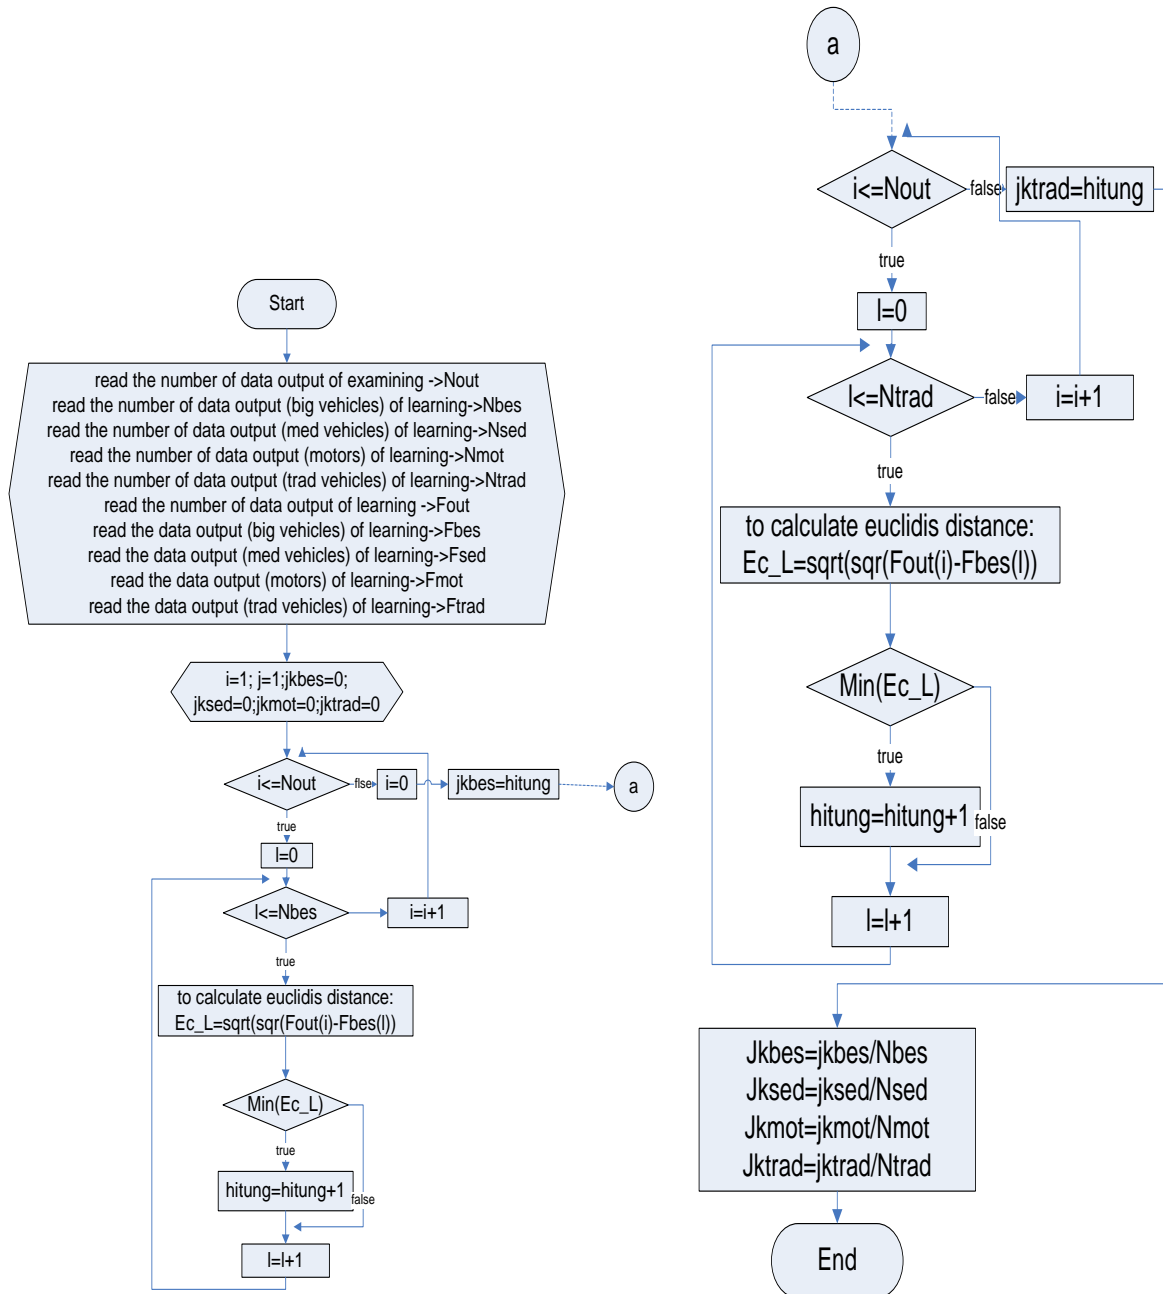 Start
read the number of data output of examining ->Nout
read the number of data output (big vehicles) of learning->Nbes
read the number of data output (med vehicles) of learning->Nsed
read the number of data output (motors) of learning->Nmot
read the number of data output (trad vehicles) of learning->Ntrad
read the number of data output of learning ->Fout
read the data output (big vehicles) of learning->Fbes
read the data output (med vehicles) of learning->Fsed
read the data output (motors) of learning->Fmot
read the data output (trad vehicles) of learning->Ftrad
i=1; j=1;jkbes=0;
jksed=0;jkmot=0;jktrad=0
i<=Nout
flse
i=0
jkbes=hitung
a
true
l=0
l<=Nbes
i=i+1
true
to calculate euclidis distance:
Ec_L=sqrt(sqr(Fout(i)-Fbes(l))
Min(Ec_L)
true
hitung=hitung+1
false
l=l+1
a
i<=Nout
false
jktrad=hitung
true
l=0
l<=Ntrad
false
i=i+1
true
to calculate euclidis distance:
Ec_L=sqrt(sqr(Fout(i)-Fbes(l))
Min(Ec_L)
true
hitung=hitung+1
false
l=l+1
Jkbes=jkbes/Nbes
Jksed=jksed/Nsed
Jkmot=jkmot/Nmot
Jktrad=jktrad/Ntrad
End